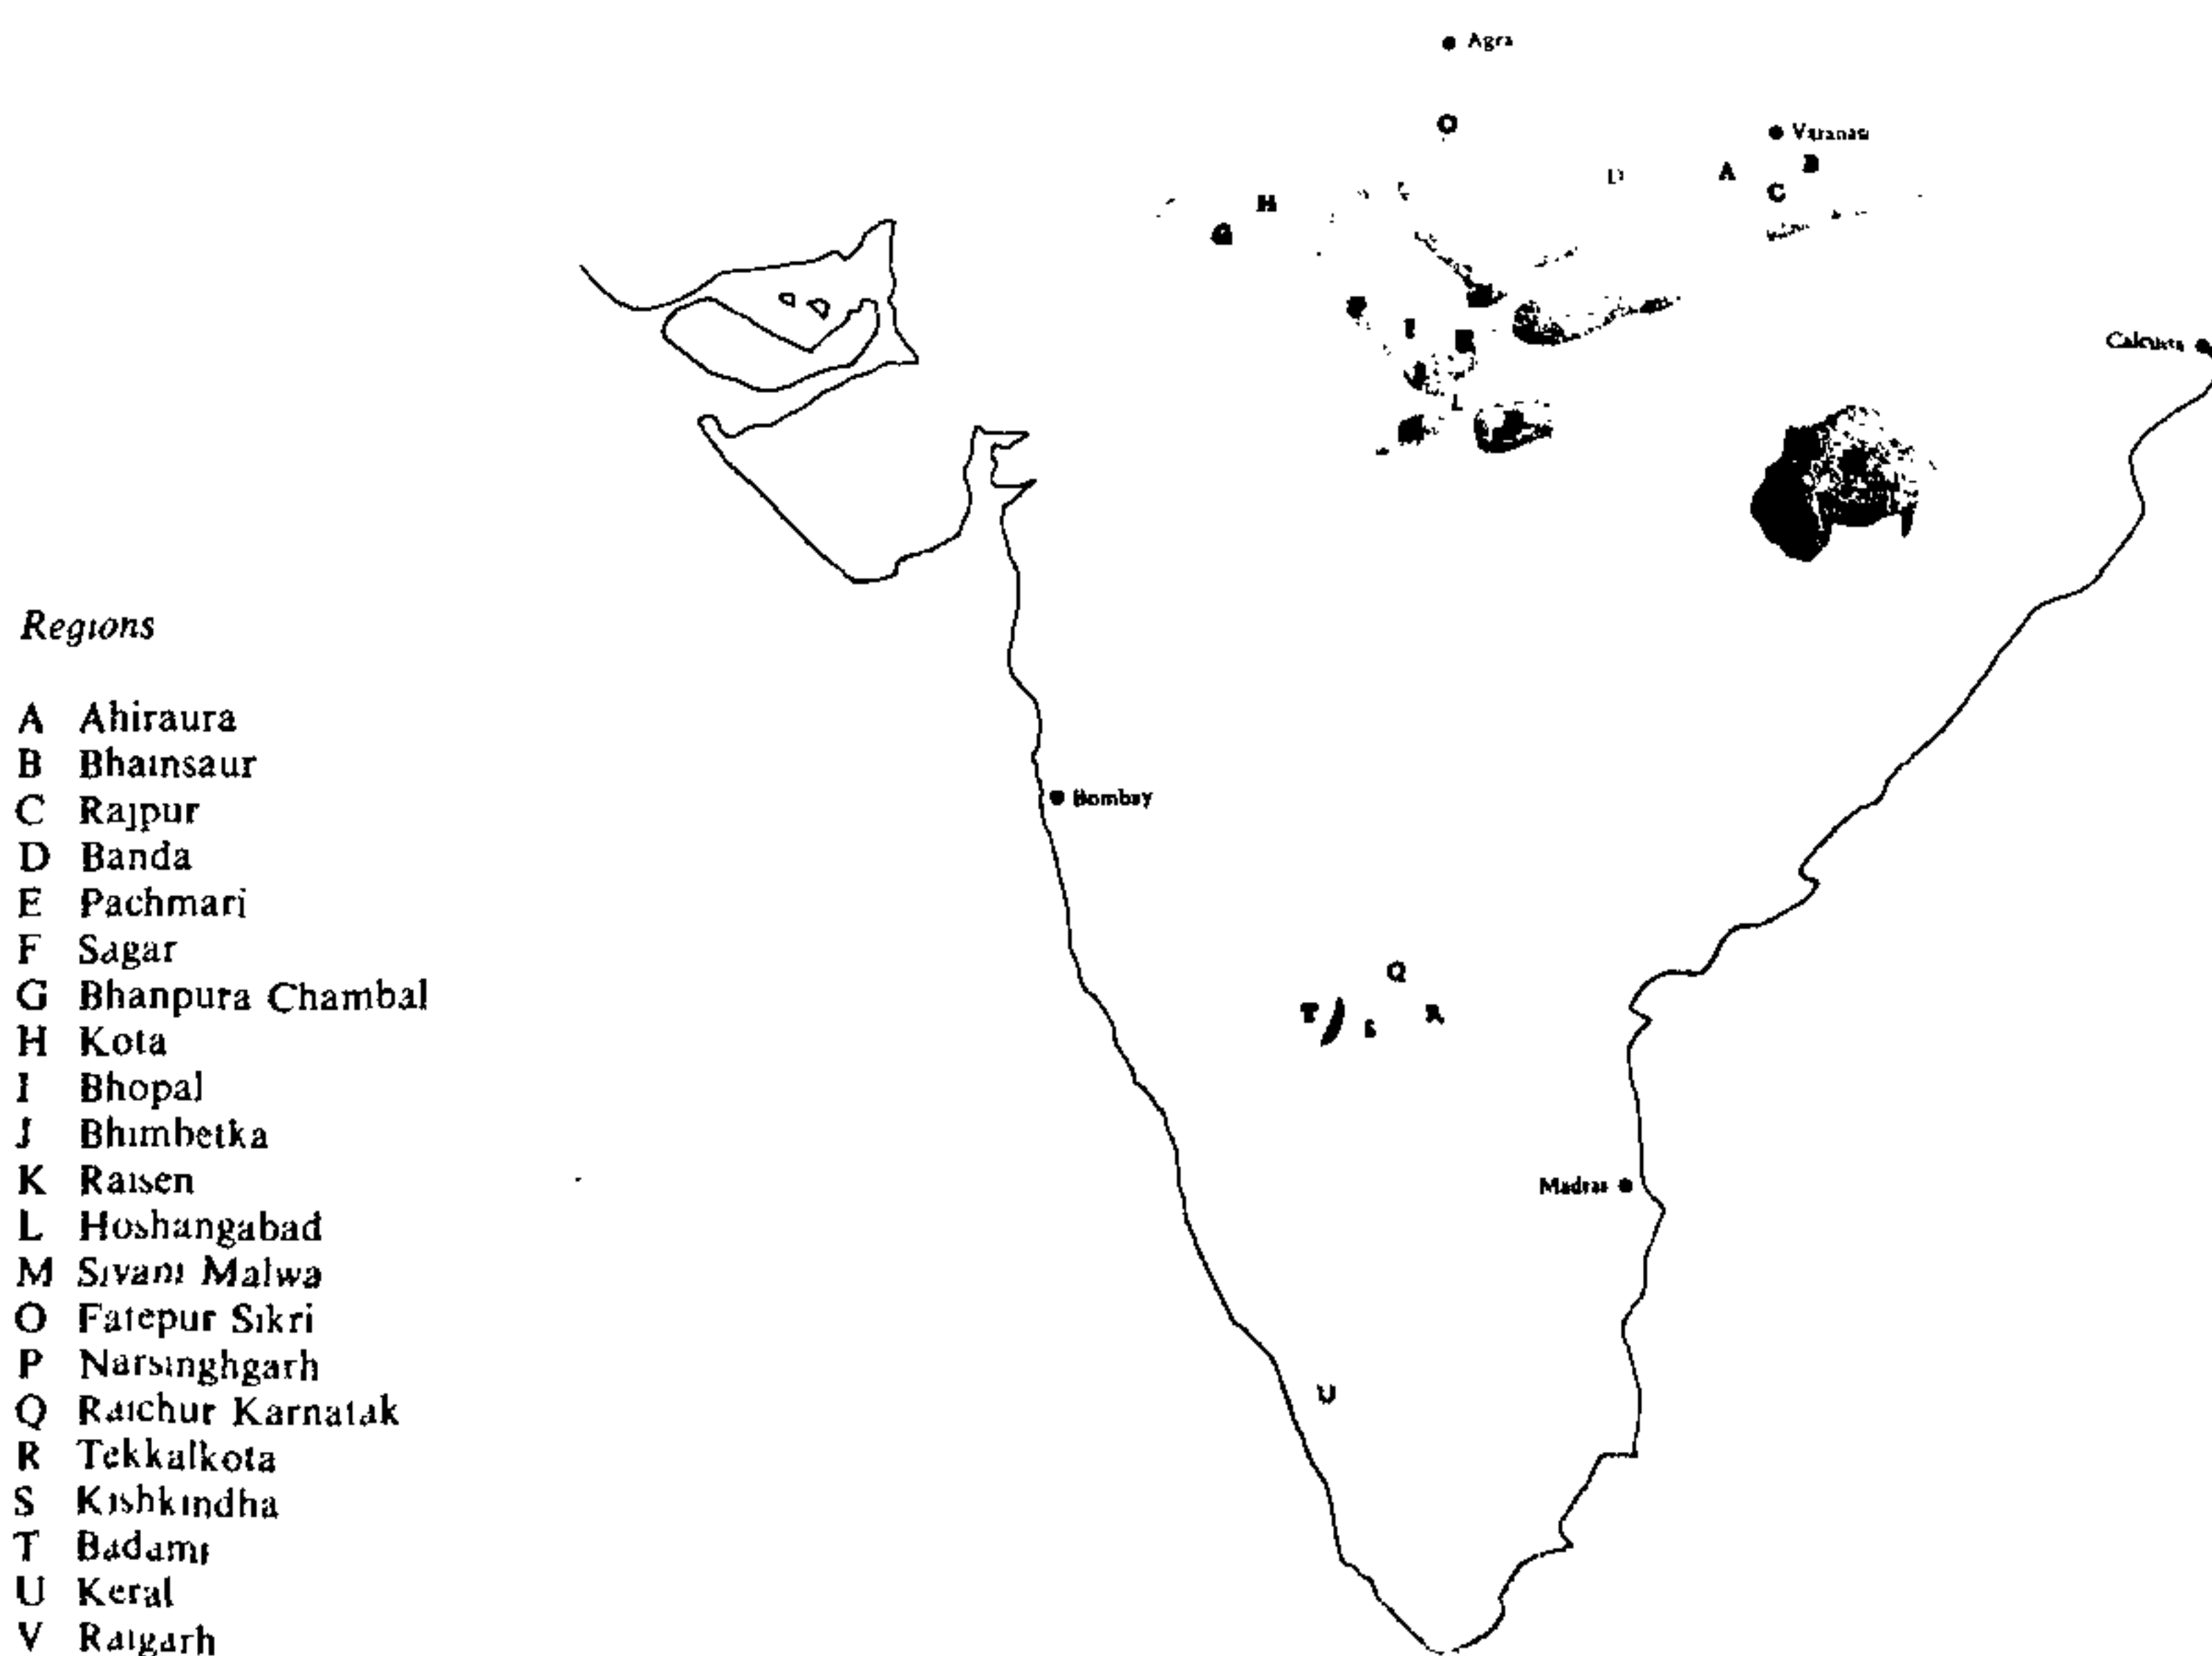 Agra
O
Varanasi
D
A
B
C
H
G
P
I
K
J
L
Calcutta
Regions
A Ahiraura
B Bhainsaur
C Rajpur
D Banda
E Pachmari
F Sagar
G Bhanpura Chambal
H Kota
I Bhopal
J Bhimbetka
K Raisen
L Hoshangabad
M Sivani Malwa
O Fatepur Sikri
P Narsinghgarh
Q Raichur Karnatak
R Tekkalkota
S Kishkindha
T Badami
U Keral
V Raigarh
Bombay
Q
T
S
R
Madras
U